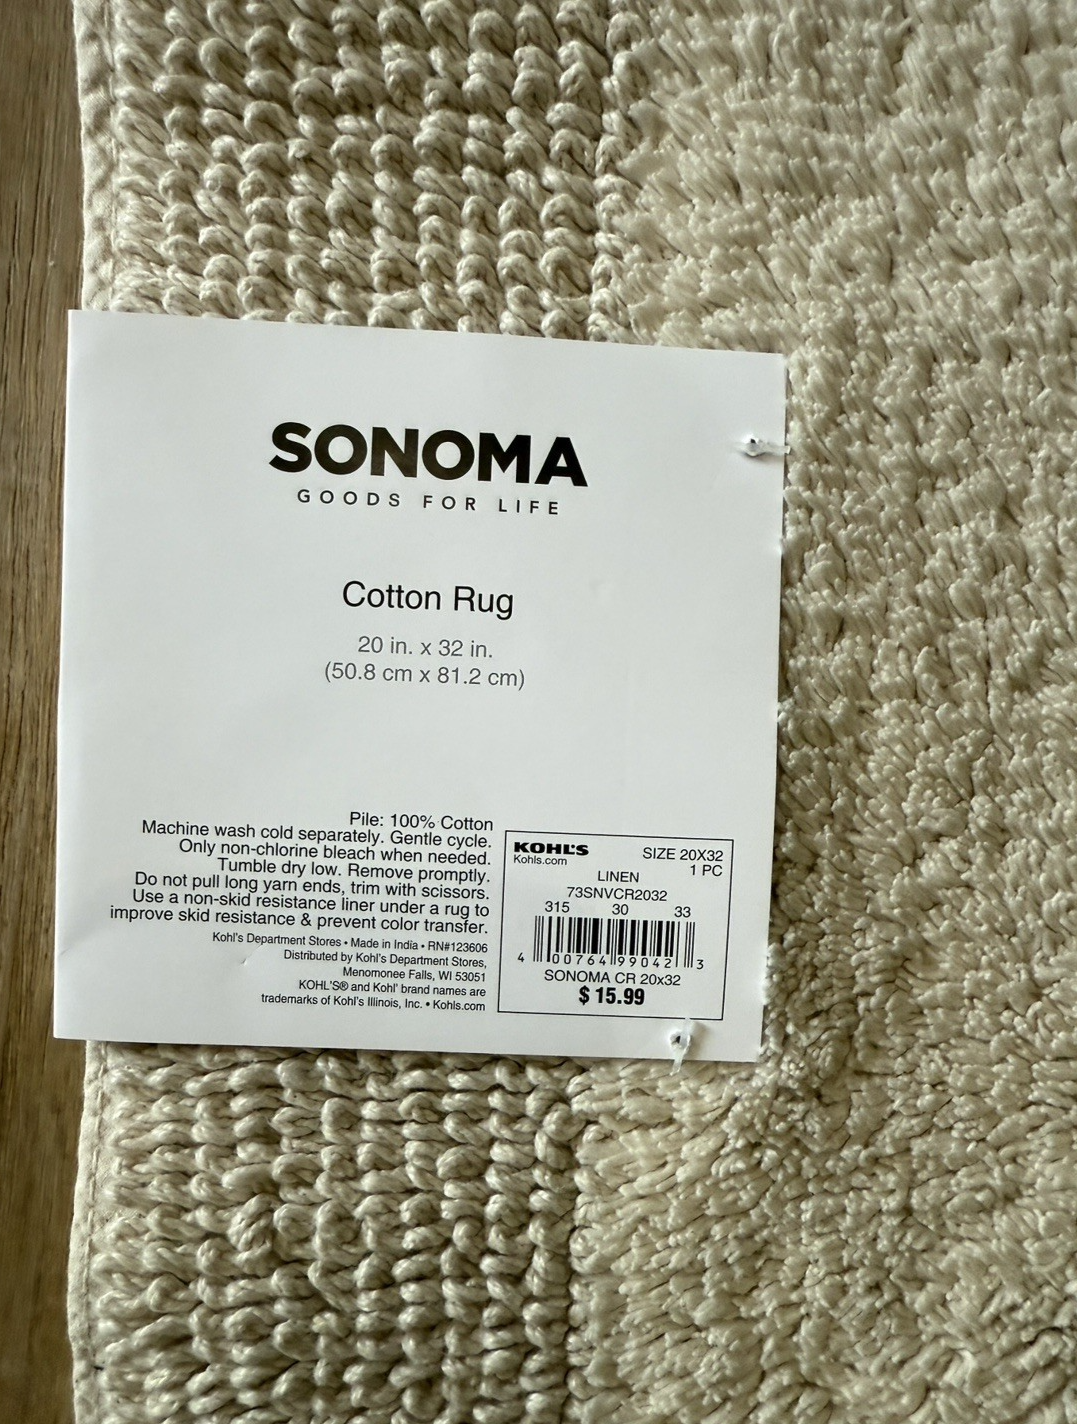 SONOMA
GOODS FOR LIFE
Cotton Rug
20 in. x 32 in.
(50.8 cm x 81.2 cm)
Pile: 100% Cotton
Machine wash cold separately. Gentle cycle.
Only non-chlorine bleach when needed.
Tumble dry low. Remove promptly.
Do not pull long yarn ends, trim with scissors.
Use a non-skid resistance liner under a rug to
improve skid resistance & prevent color transfer.
Kohl's Department Stores • Made in India • RN#123606
Distributed by Kohl's Department Stores,
Menomonee Falls, WI 53051
KOHL'S® and Kohl' brand names are
trademarks of Kohl's Illinois, Inc. • Kohls.com
KOHL'S SIZE 20X32
Kohls.com 1 PC
LINEN
73SNVCR2032
315 30 33
4 00764 99042 3
SONOMA CR 20x32
$ 15.99